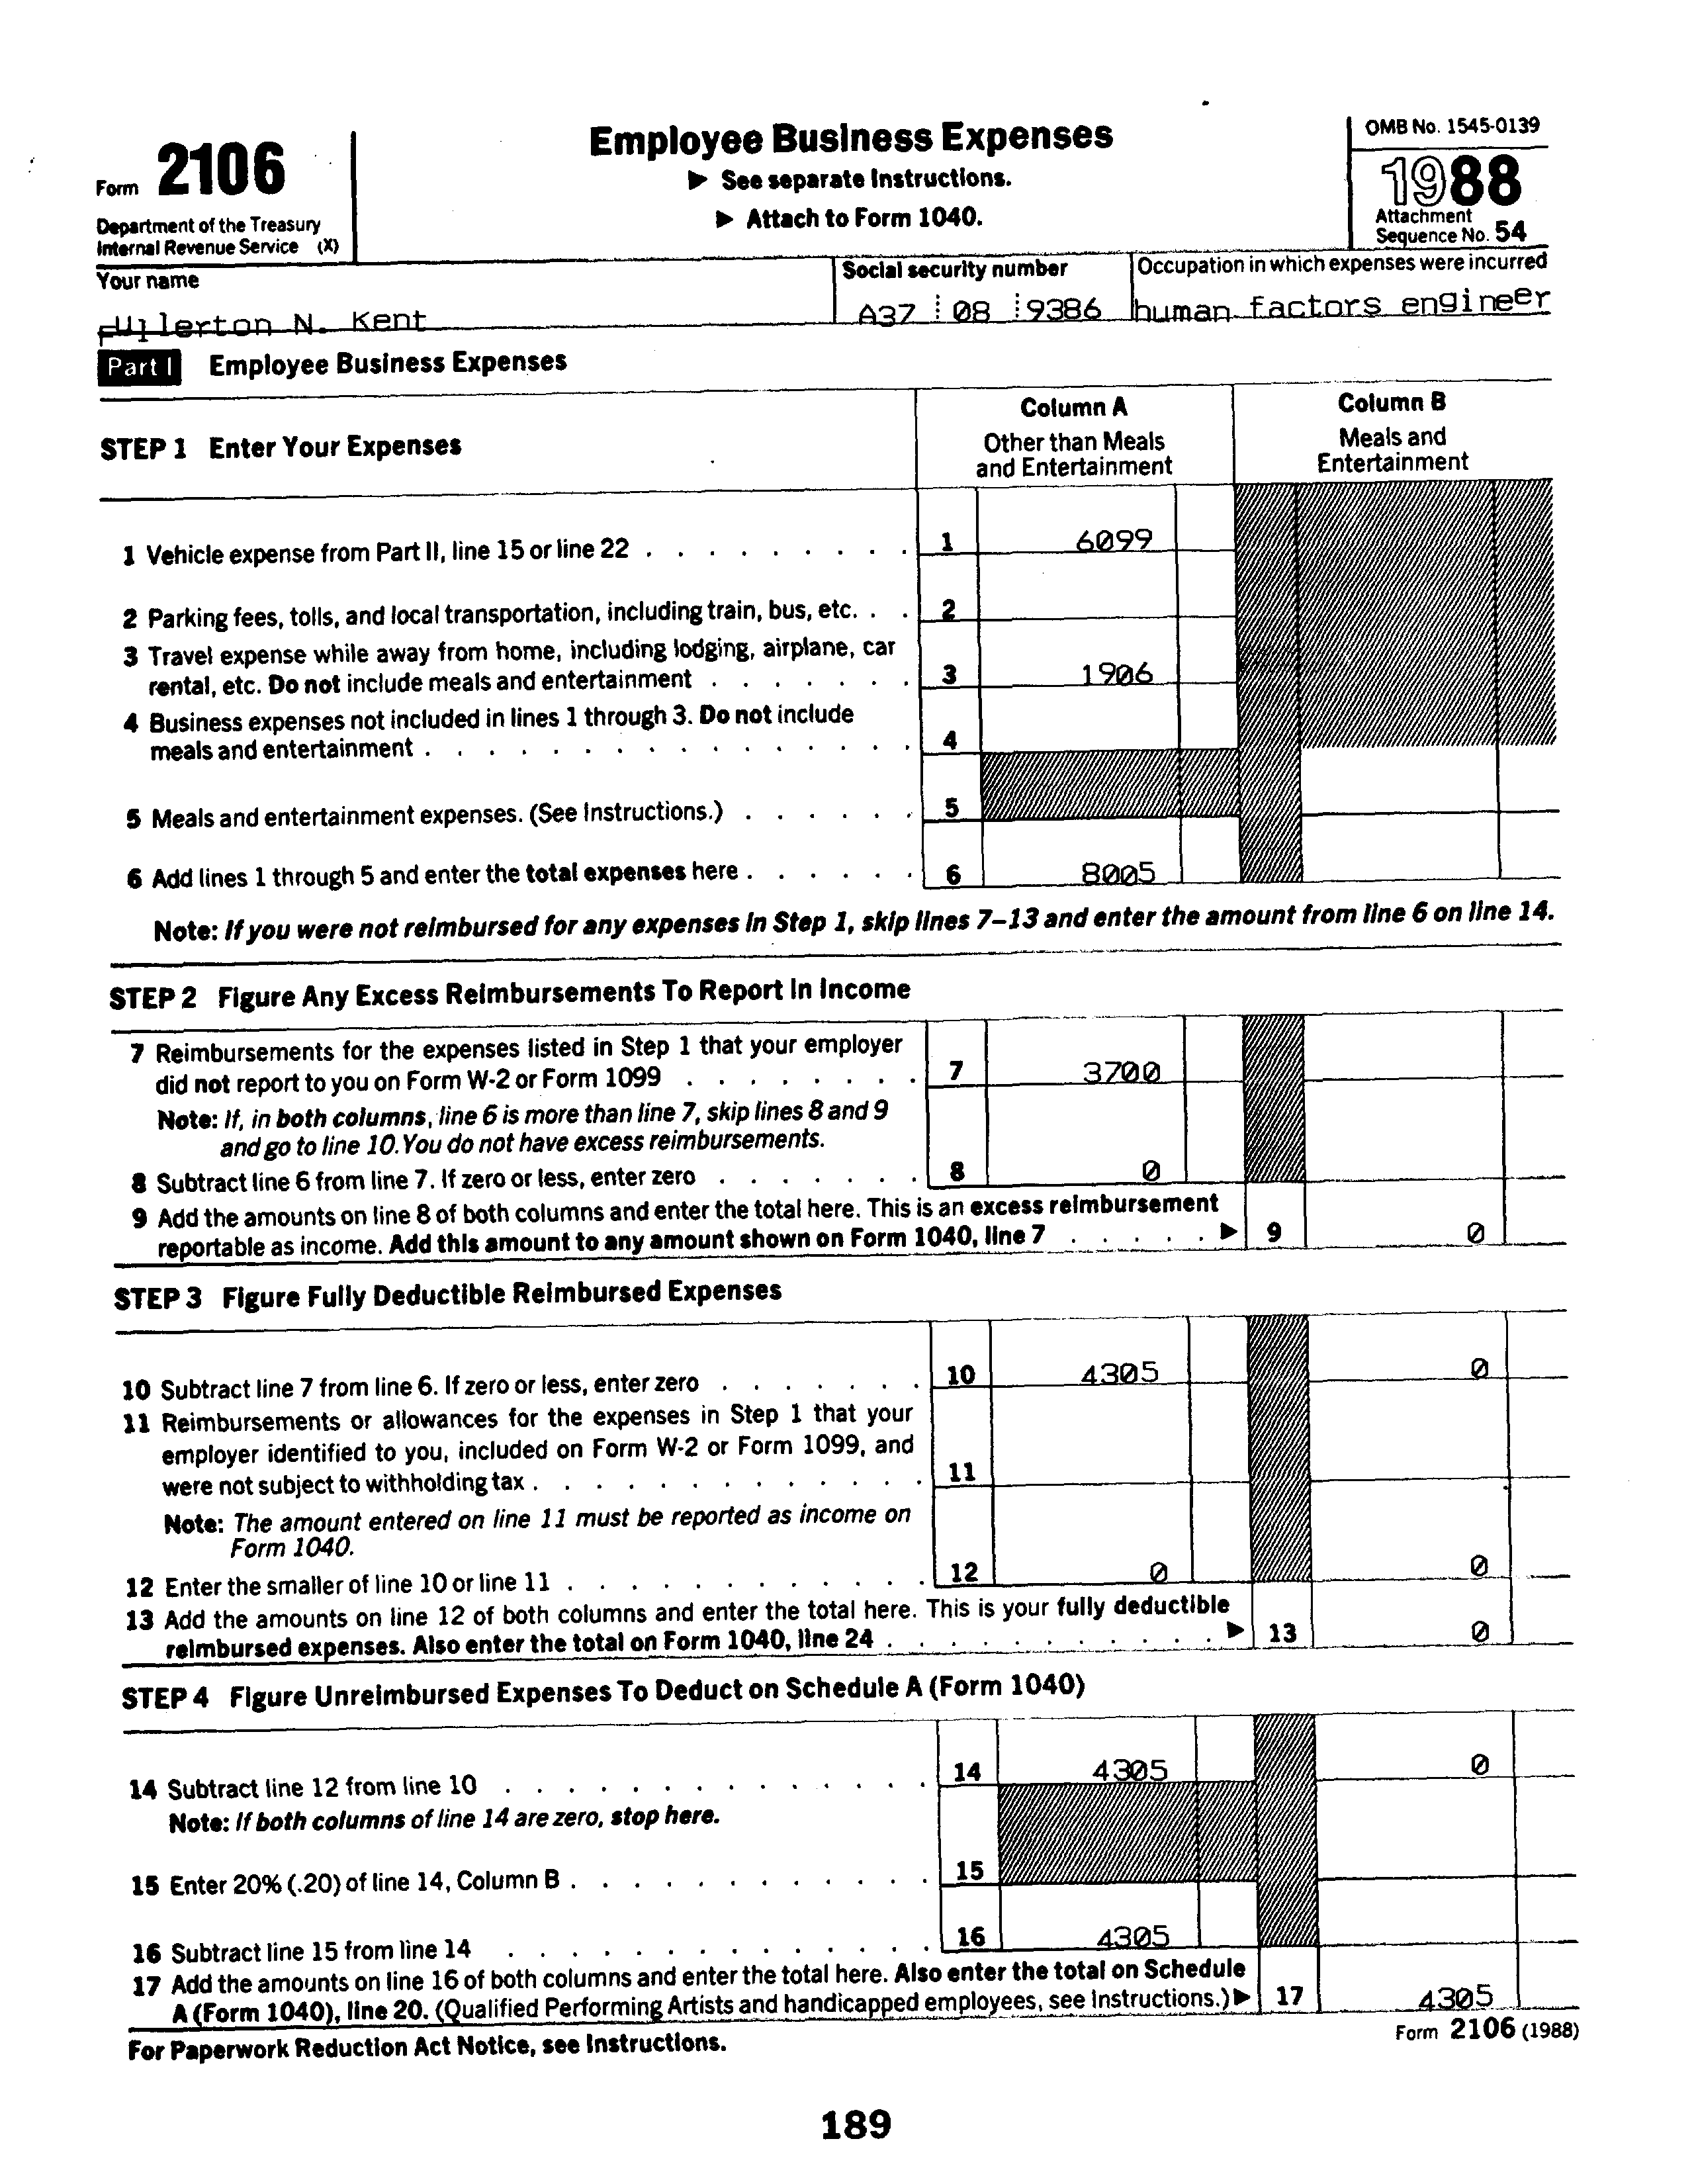 Form 2106
Department of the Treasury
Internal Revenue Service (X)
Employee Business Expenses
▶ See separate Instructions.
▶ Attach to Form 1040.
OMB No. 1545-0139
1988
Attachment
Sequence No. 54
Your name
Fullerton N. Kent
Social security number
A37 08 9386
Occupation in which expenses were incurred
human factors engineer
Part I Employee Business Expenses
STEP 1 Enter Your Expenses
Column A
Other than Meals
and Entertainment
Column B
Meals and
Entertainment
1 Vehicle expense from Part II, line 15 or line 22 . . . . . . . . . 1 6099
2 Parking fees, tolls, and local transportation, including train, bus, etc. . . 2
3 Travel expense while away from home, including lodging, airplane, car
rental, etc. Do not include meals and entertainment . . . . . . . 3 1906
4 Business expenses not included in lines 1 through 3. Do not include
meals and entertainment . . . . . . . . . . . . . . . 4
5 Meals and entertainment expenses. (See Instructions.) . . . . . . 5
6 Add lines 1 through 5 and enter the total expenses here . . . . . . 6 8005
Note: If you were not reimbursed for any expenses in Step 1, skip lines 7–13 and enter the amount from line 6 on line 14.
STEP 2 Figure Any Excess Reimbursements To Report in Income
7 Reimbursements for the expenses listed in Step 1 that your employer
did not report to you on Form W-2 or Form 1099 . . . . . . . . 7 3700
Note: If, in both columns, line 6 is more than line 7, skip lines 8 and 9
and go to line 10. You do not have excess reimbursements.
8 Subtract line 6 from line 7. If zero or less, enter zero . . . . . . . 8 0
9 Add the amounts on line 8 of both columns and enter the total here. This is an excess reimbursement
reportable as income. Add this amount to any amount shown on Form 1040, line 7 . . . . . ▶ 9 0
STEP 3 Figure Fully Deductible Reimbursed Expenses
10 Subtract line 7 from line 6. If zero or less, enter zero . . . . . . . 10 4305 0
11 Reimbursements or allowances for the expenses in Step 1 that your
employer identified to you, included on Form W-2 or Form 1099, and
were not subject to withholding tax . . . . . . . . . . . . . 11
Note: The amount entered on line 11 must be reported as income on
Form 1040.
12 Enter the smaller of line 10 or line 11 . . . . . . . . . . . . 12 0 0
13 Add the amounts on line 12 of both columns and enter the total here. This is your fully deductible
reimbursed expenses. Also enter the total on Form 1040, line 24 . . . . . . . . . . . ▶ 13 0
STEP 4 Figure Unreimbursed Expenses To Deduct on Schedule A (Form 1040)
14 Subtract line 12 from line 10 . . . . . . . . . . . . . . 14 4305 0
Note: If both columns of line 14 are zero, stop here.
15 Enter 20% (.20) of line 14, Column B . . . . . . . . . . . . 15
16 Subtract line 15 from line 14 . . . . . . . . . . . . . . 16 4305
17 Add the amounts on line 16 of both columns and enter the total here. Also enter the total on Schedule
A (Form 1040), line 20. (Qualified Performing Artists and handicapped employees, see Instructions.) ▶ 17 4305
For Paperwork Reduction Act Notice, see Instructions.
Form 2106 (1988)
189